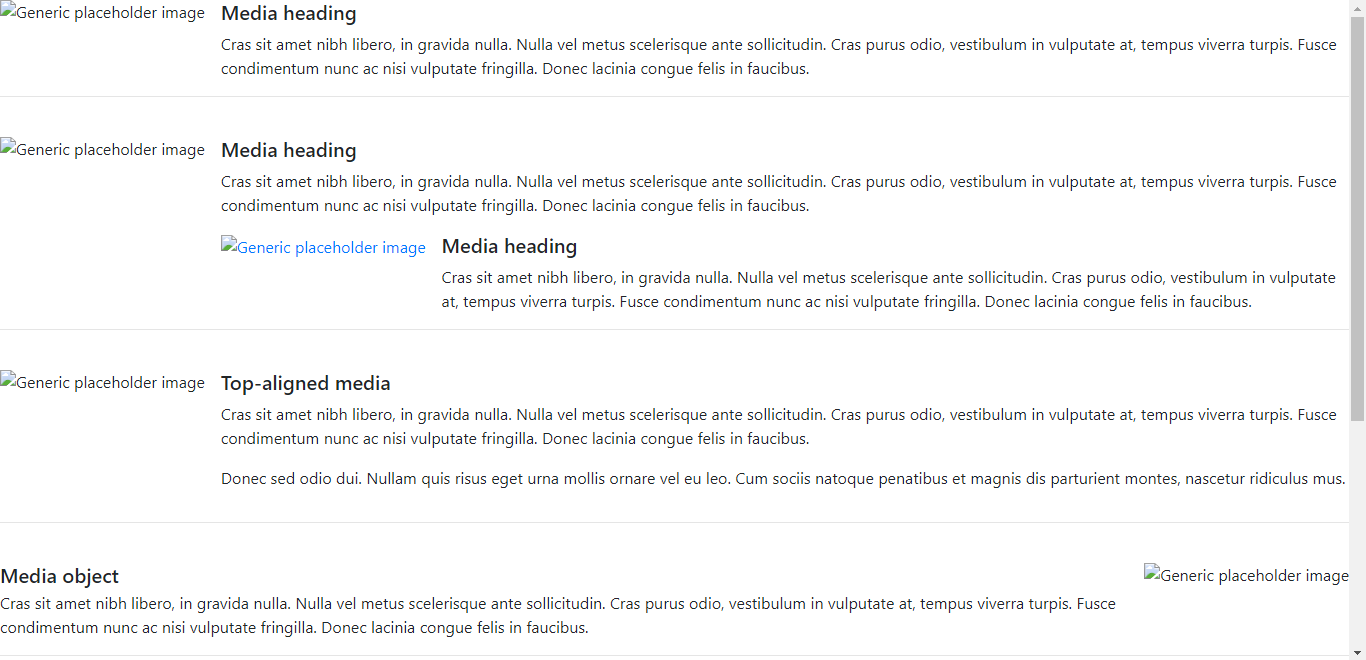 Generic placeholder image Media heading
Cras sit amet nibh libero, in gravida nulla. Nulla vel metus scelerisque ante sollicitudin. Cras purus odio, vestibulum in vulputate at, tempus viverra turpis. Fusce
condimentum nunc ac nisi vulputate fringilla. Donec lacinia congue felis in faucibus.
Generic placeholder image Media heading
Cras sit amet nibh libero, in gravida nulla. Nulla vel metus scelerisque ante sollicitudin. Cras purus odio, vestibulum in vulputate at, tempus viverra turpis. Fusce
condimentum nunc ac nisi vulputate fringilla. Donec lacinia congue felis in faucibus.
Generic placeholder image Media heading
Cras sit amet nibh libero, in gravida nulla. Nulla vel metus scelerisque ante sollicitudin. Cras purus odio, vestibulum in vulputate
at, tempus viverra turpis. Fusce condimentum nunc ac nisi vulputate fringilla. Donec lacinia congue felis in faucibus.
Generic placeholder image Top-aligned media
Cras sit amet nibh libero, in gravida nulla. Nulla vel metus scelerisque ante sollicitudin. Cras purus odio, vestibulum in vulputate at, tempus viverra turpis. Fusce
condimentum nunc ac nisi vulputate fringilla. Donec lacinia congue felis in faucibus.
Donec sed odio dui. Nullam quis risus eget urna mollis ornare vel eu leo. Cum sociis natoque penatibus et magnis dis parturient montes, nascetur ridiculus mus.
Media object Generic placeholder image
Cras sit amet nibh libero, in gravida nulla. Nulla vel metus scelerisque ante sollicitudin. Cras purus odio, vestibulum in vulputate at, tempus viverra turpis. Fusce
condimentum nunc ac nisi vulputate fringilla. Donec lacinia congue felis in faucibus.